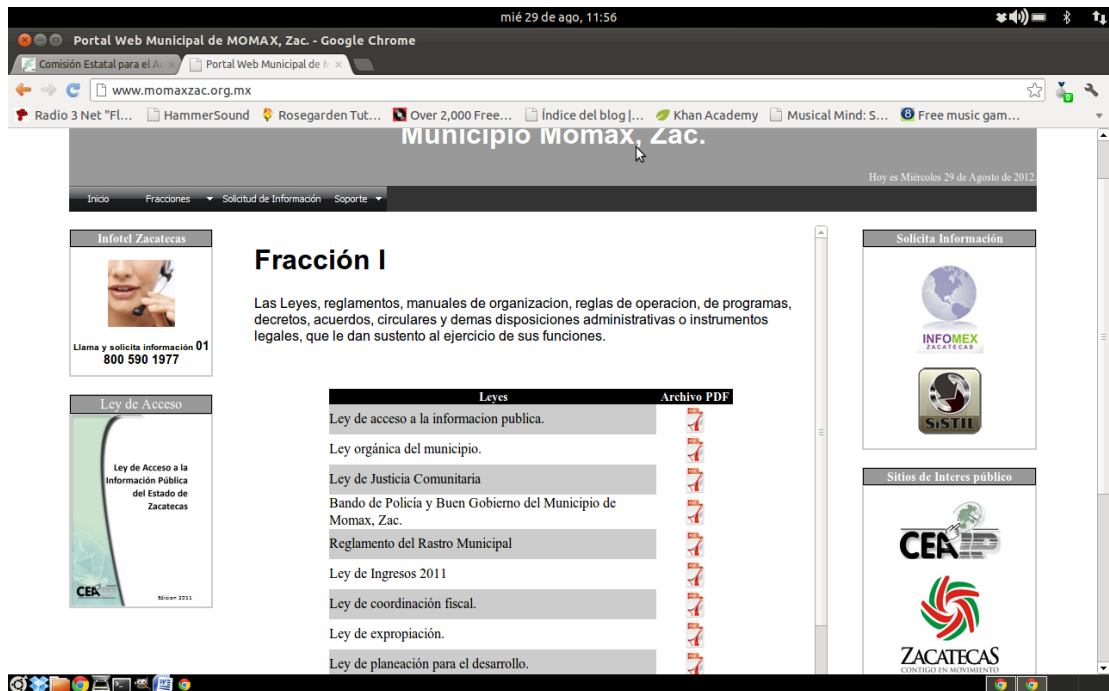 mié 29 de ago, 11:56
Portal Web Municipal de MOMAX, Zac. - Google Chrome
Comisión Estatal para el Ac
Portal Web Municipal de M
www.momaxzac.org.mx
Radio 3 Net "Fl... HammerSound Rosegarden Tut... Over 2,000 Free... Índice del blog |... Khan Academy Musical Mind: S... Free music gam...
Municipio Momax, Zac.
Hoy es Miércoles 29 de Agosto de 2012.
Inicio Fracciones Solicitud de Información Soporte
Infotel Zacatecas
Llama y solicita información 01
800 590 1977
Ley de Acceso
Ley de Acceso a la
Información Pública
del Estado de
Zacatecas
CEA
Edicion 2011
Fracción I
Las Leyes, reglamentos, manuales de organizacion, reglas de operacion, de programas,
decretos, acuerdos, circulares y demas disposiciones administrativas o instrumentos
legales, que le dan sustento al ejercicio de sus funciones.
Leyes Archivo PDF
Ley de acceso a la informacion publica.
Ley orgánica del municipio.
Ley de Justicia Comunitaria
Bando de Policía y Buen Gobierno del Municipio de
Momax, Zac.
Reglamento del Rastro Municipal
Ley de Ingresos 2011
Ley de coordinación fiscal.
Ley de expropiación.
Ley de planeación para el desarrollo.
Solicita Información
INFOMEX
ZACATECAS
SiSTIL
Sitios de Interes público
CEAIP
ZACATECAS
CONTIGO EN MOVIMIENTO